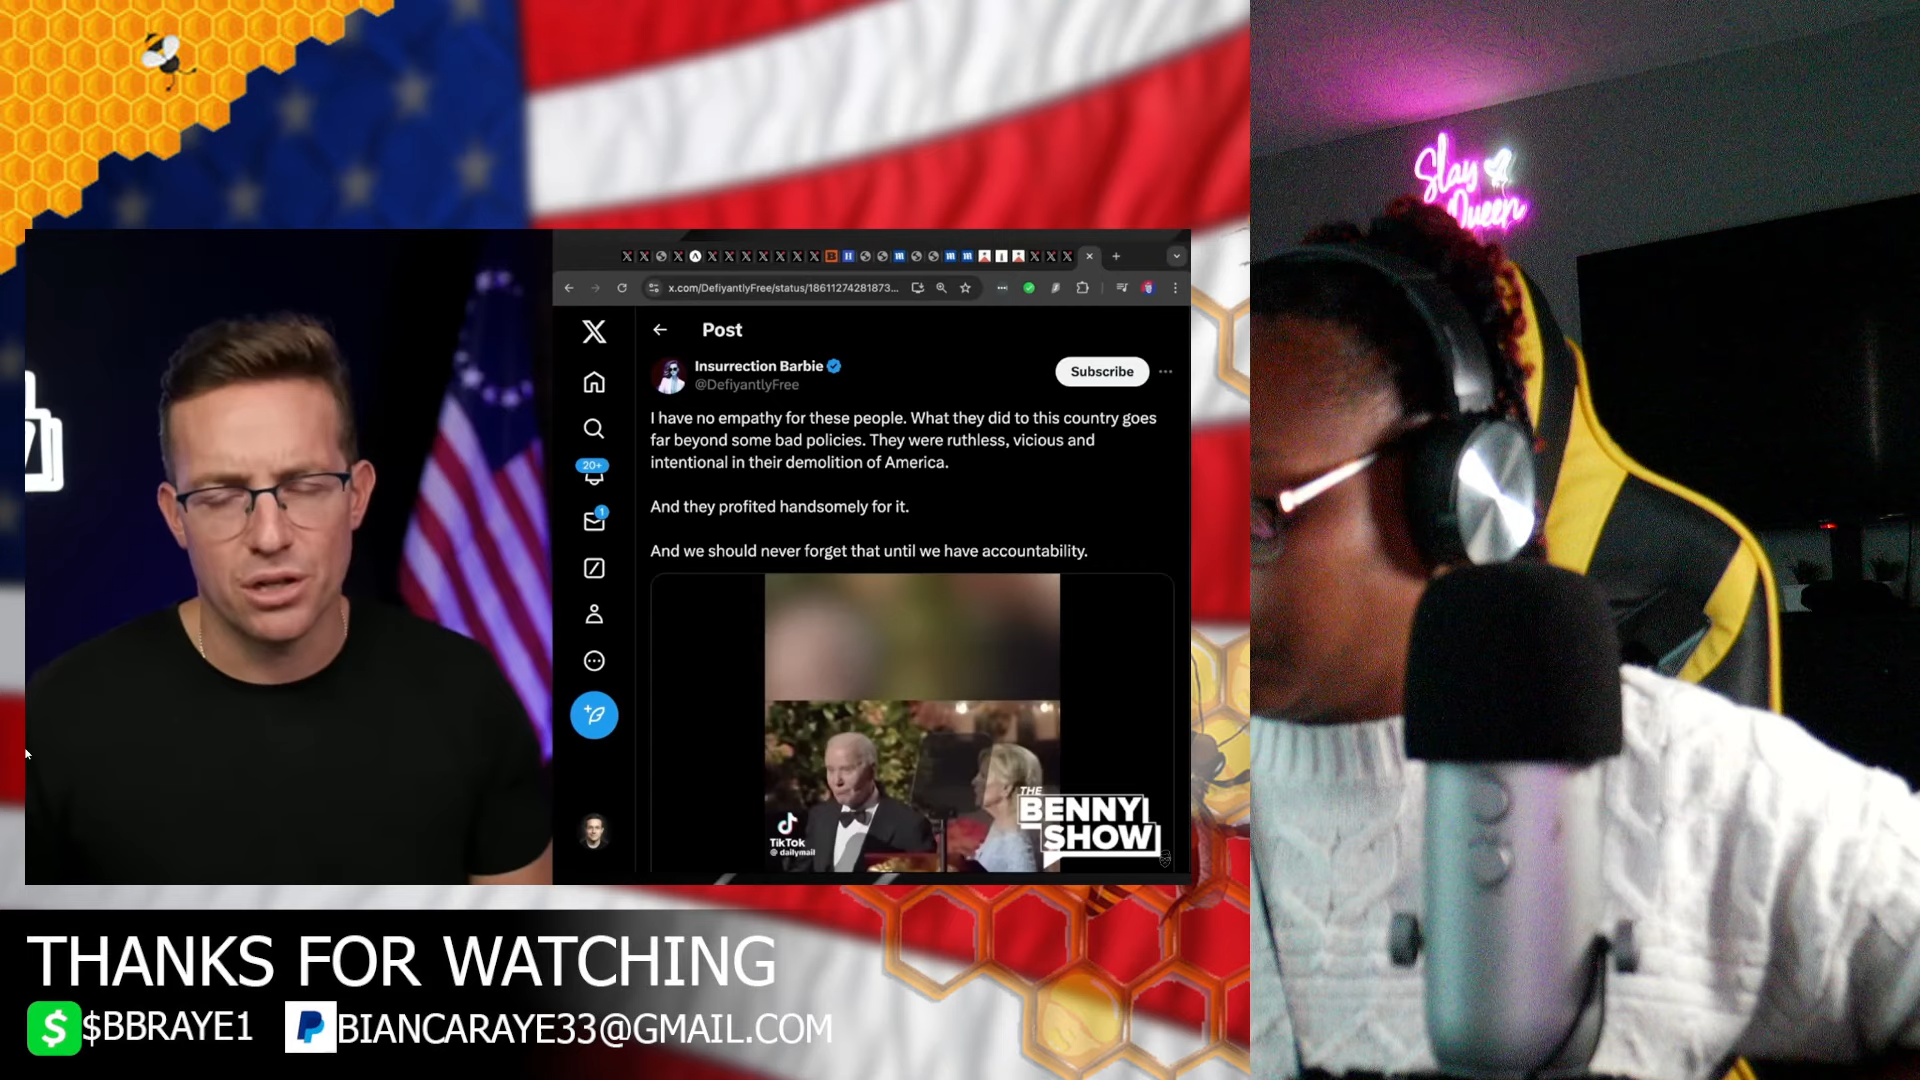 Slay
Queen
x.com/DefiyantlyFree/status/18611274281873...
Post
Insurrection Barbie
@DefiyantlyFree
Subscribe
I have no empathy for these people. What they did to this country goes
far beyond some bad policies. They were ruthless, vicious and
intentional in their demolition of America.
And they profited handsomely for it.
And we should never forget that until we have accountability.
20+
1
TikTok
@dailymail
THE
BENNY
SHOW
THANKS FOR WATCHING
$BBRAYE1
BIANCARAYE33@GMAIL.COM